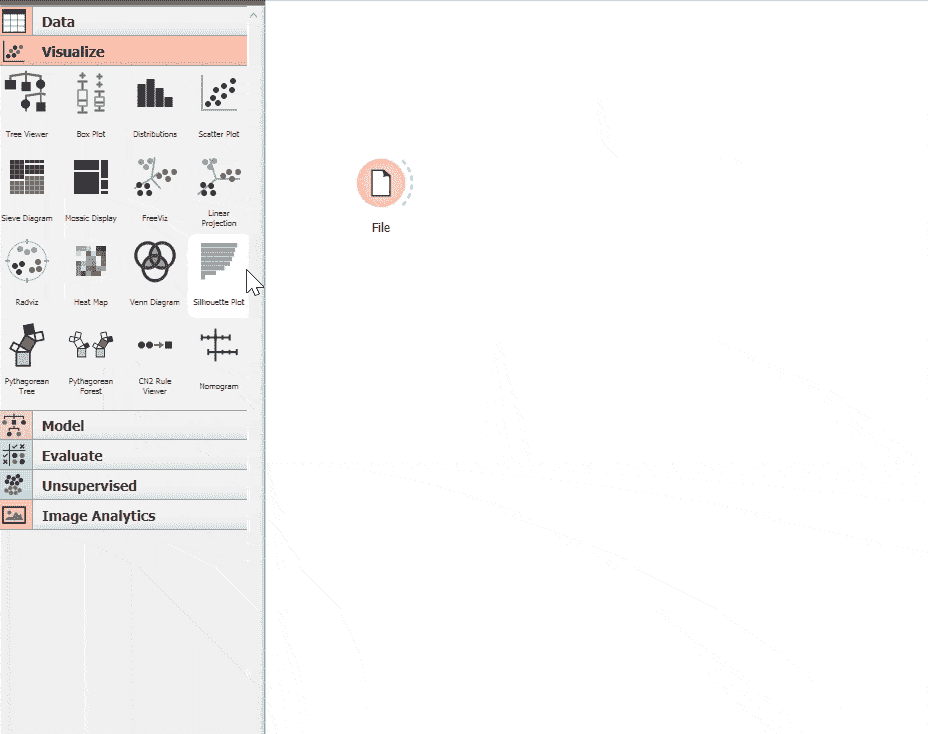 Data
Visualize
Tree Viewer
Box Plot
Distributions
Scatter Plot
Sieve Diagram
Mosaic Display
FreeViz
Linear
Projection
Radviz
Heat Map
Venn Diagram
Silhouette Plot
Pythagorean
Tree
Pythagorean
Forest
CN2 Rule
Viewer
Nomogram
Model
Evaluate
Unsupervised
Image Analytics
File